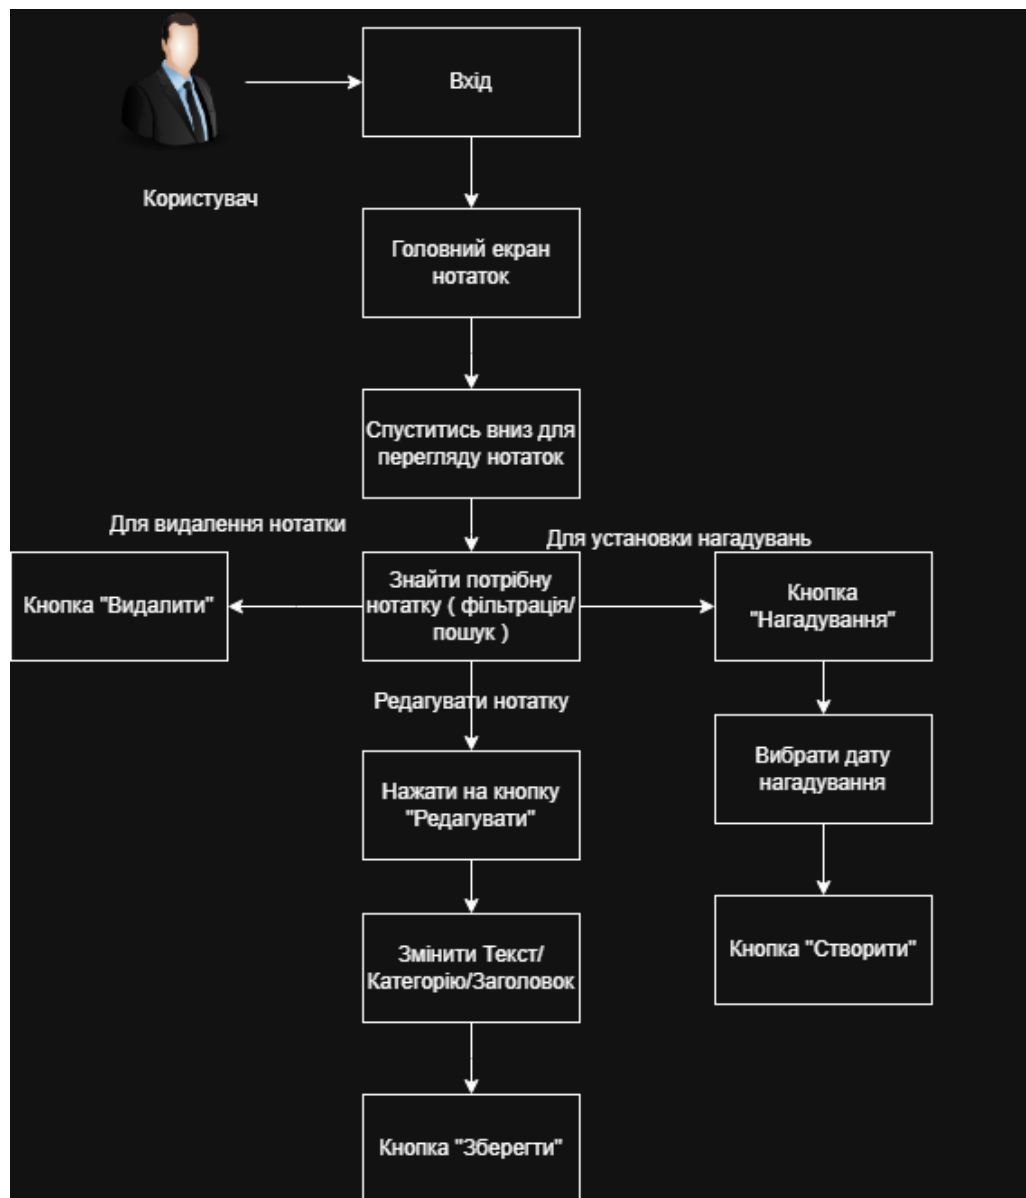 Вхід
Користувач
Головний екран
нотаток
Спуститись вниз для
перегляду нотаток
Для видалення нотатки
Для установки нагадувань
Кнопка "Видалити"
Знайти потрібну
нотатку ( фільтрація/
пошук )
Кнопка
"Нагадування"
Редагувати нотатку
Вибрати дату
нагадування
Нажати на кнопку
"Редагувати"
Змінити Текст/
Категорію/Заголовок
Кнопка "Створити"
Кнопка "Зберегти"